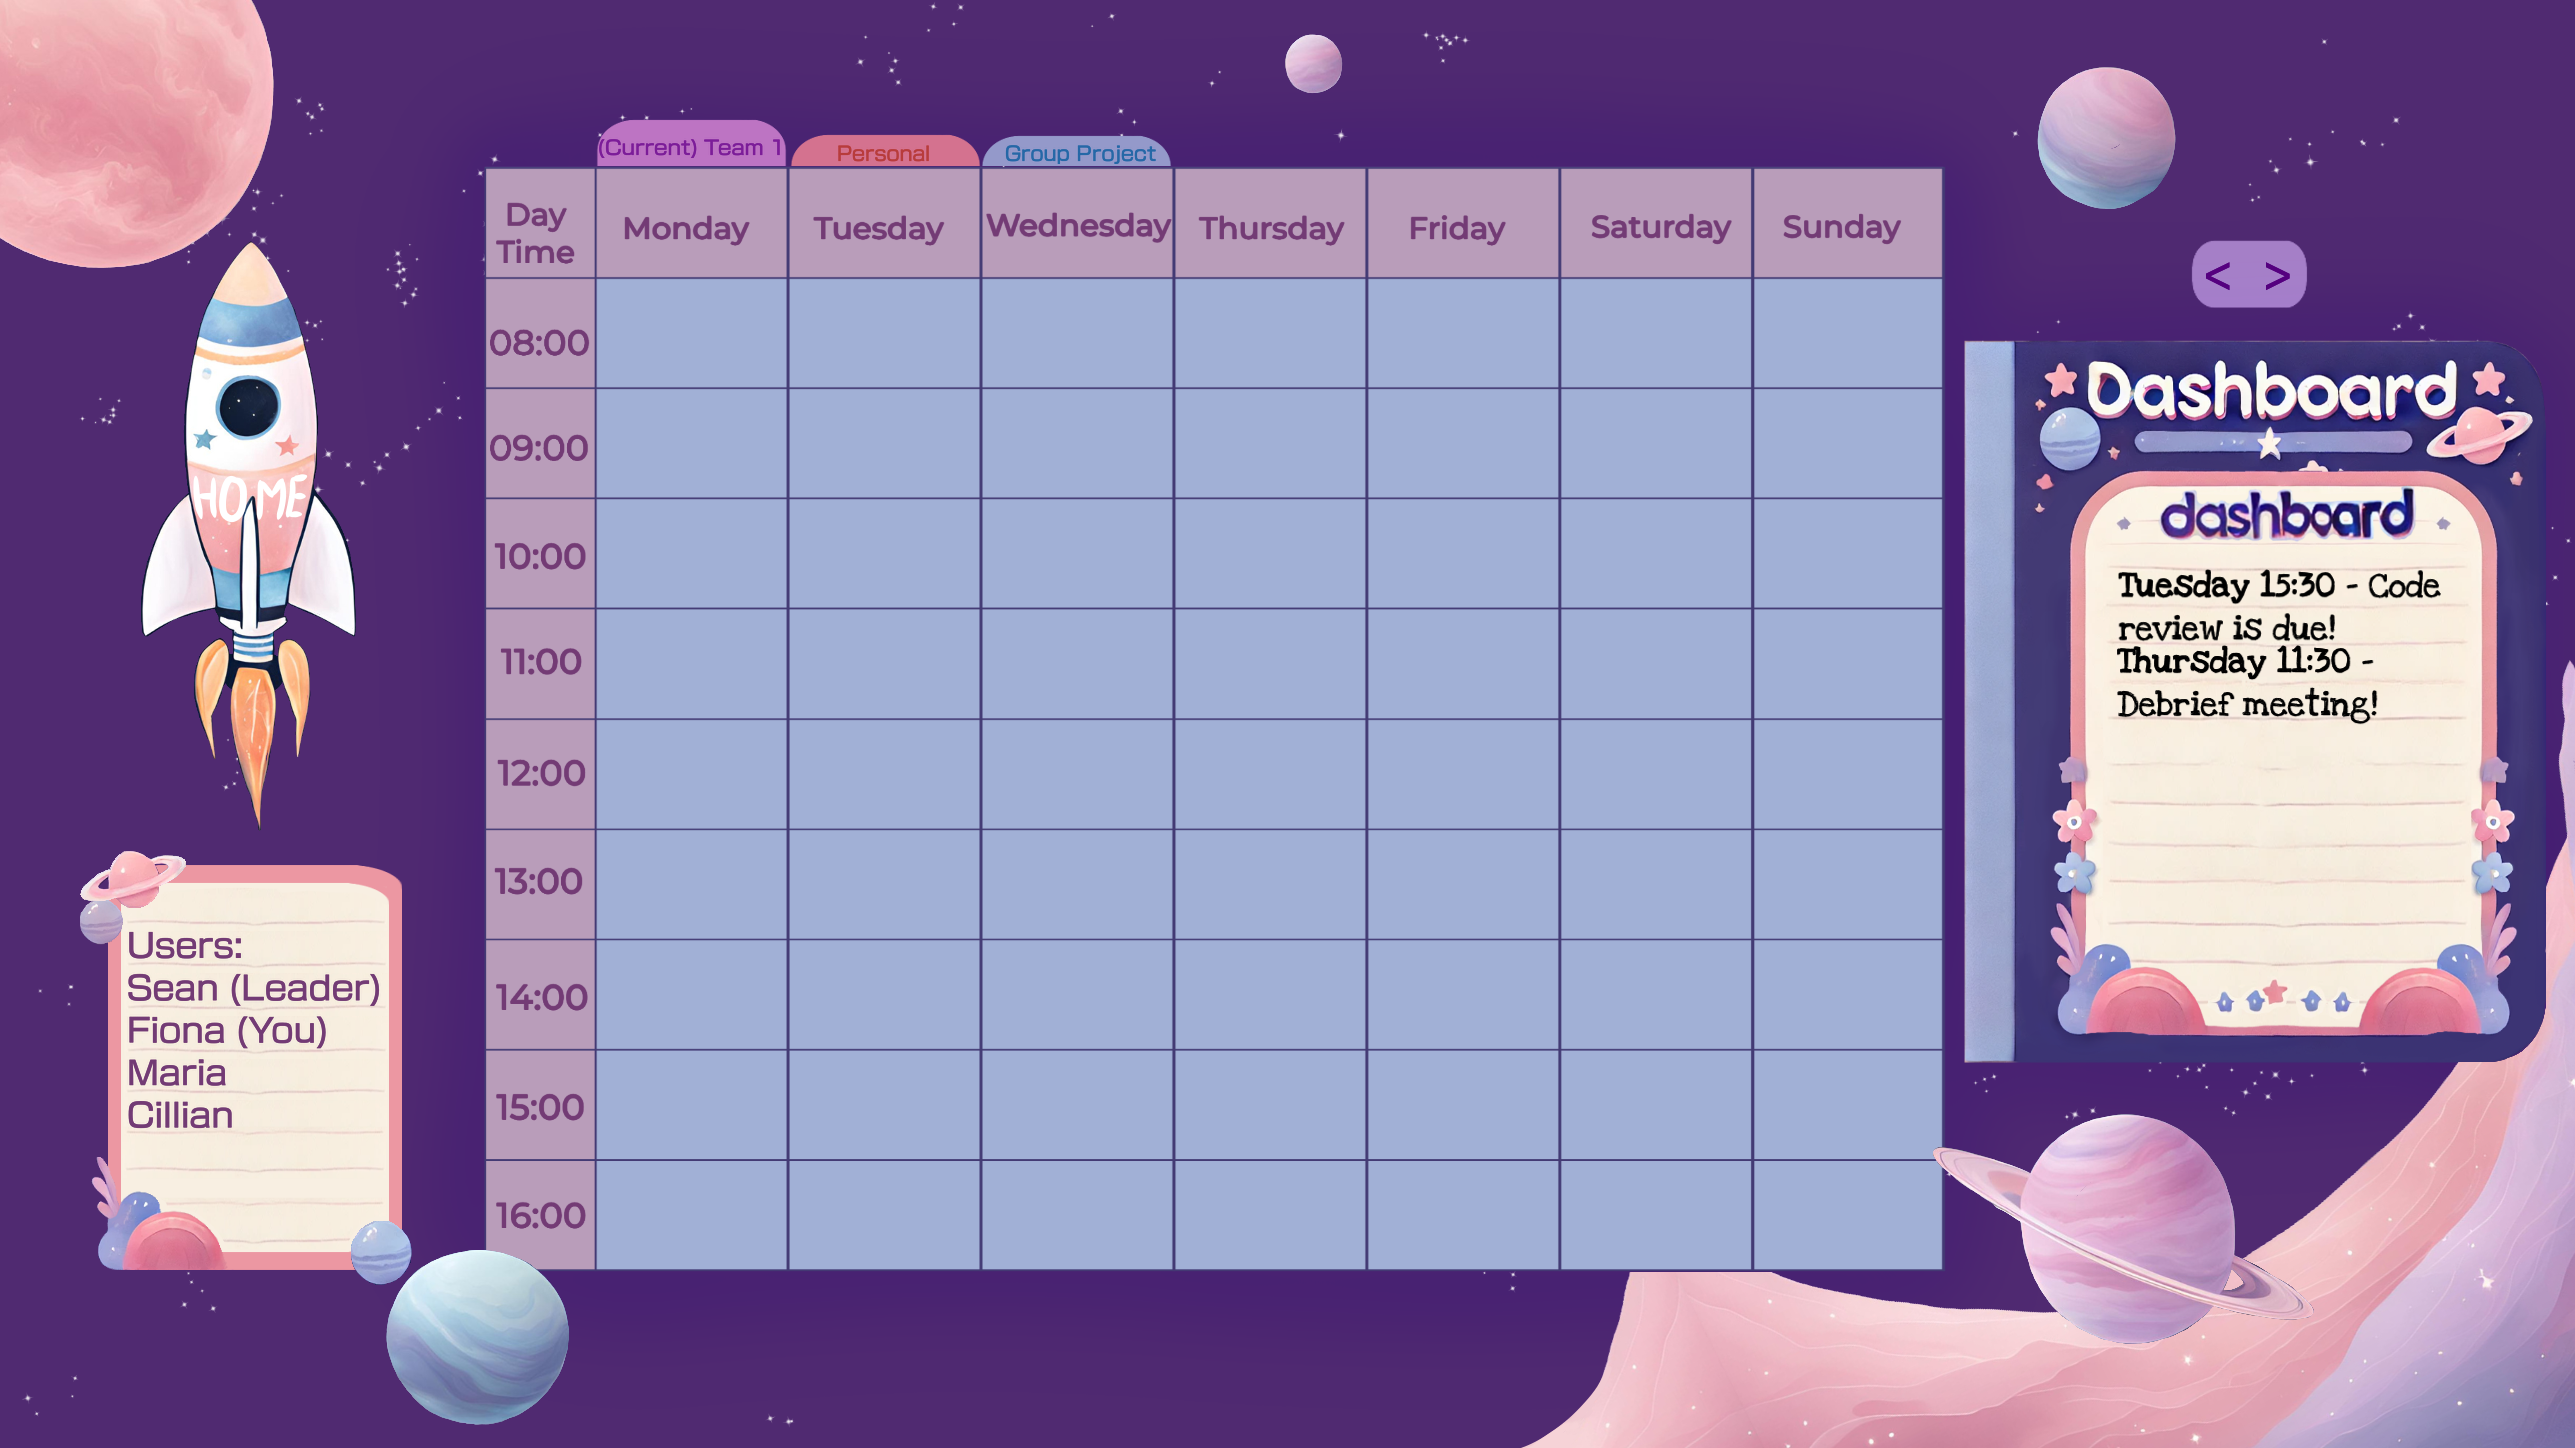 (Current) Team 1
Personal
Group Project
Day
Time
Monday
Tuesday
Wednesday
Thursday
Friday
Saturday
Sunday
08:00
09:00
10:00
11:00
12:00
13:00
14:00
15:00
16:00
HOME
Users:
Sean (Leader)
Fiona (You)
Maria
Cillian
< >
Dashboard
dashboard
Tuesday 15:30 - Code
review is due!
Thursday 11:30 -
Debrief meeting!